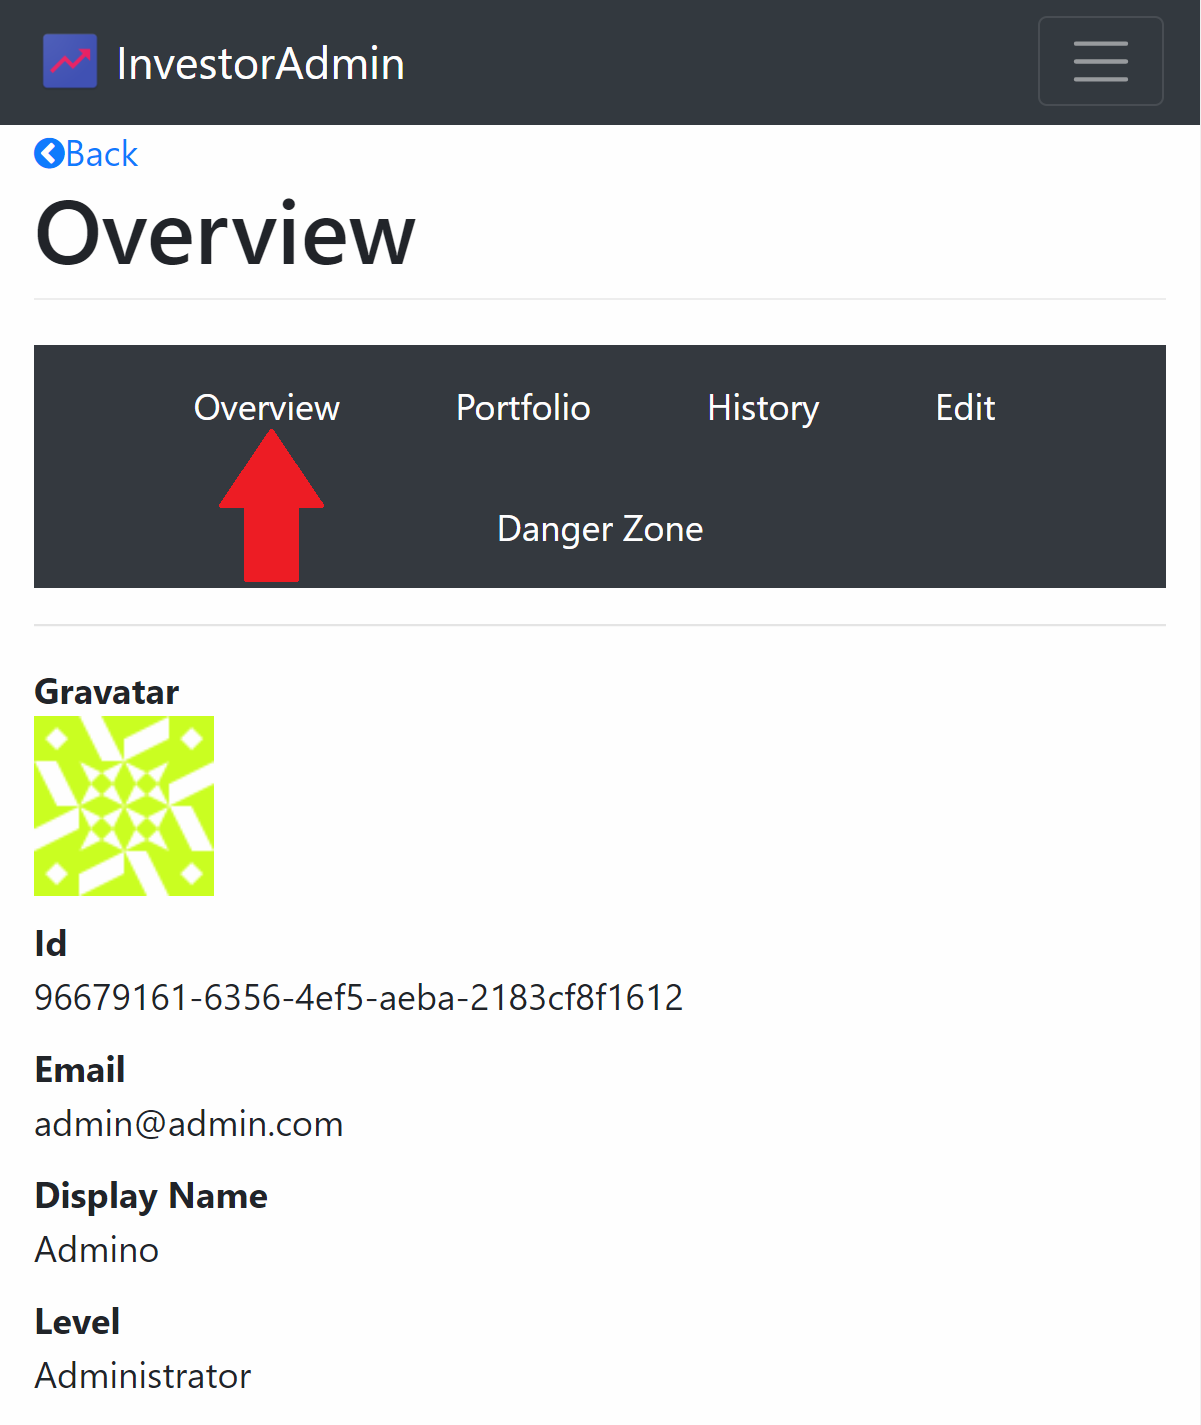 InvestorAdmin
Back
Overview
Overview Portfolio History Edit
Danger Zone
Gravatar
Id
96679161-6356-4ef5-aeba-2183cf8f1612
Email
admin@admin.com
Display Name
Admino
Level
Administrator